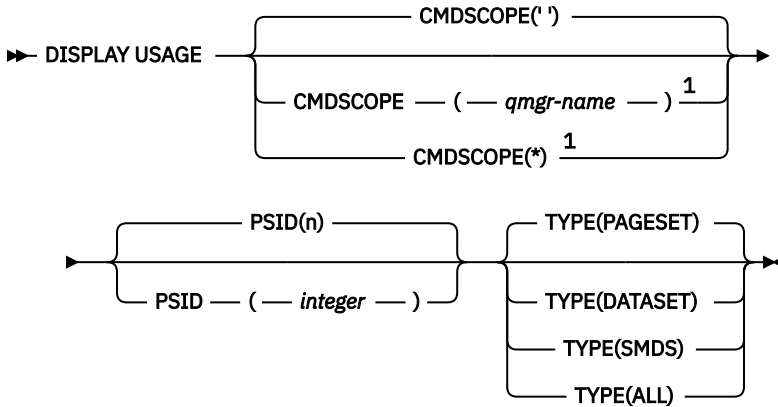 CMDSCOPE(' ')
DISPLAY USAGE
CMDSCOPE ( qmgr-name ) 1
CMDSCOPE(*) 1
PSID(n)
PSID ( integer )
TYPE(PAGESET)
TYPE(DATASET)
TYPE(SMDS)
TYPE(ALL)